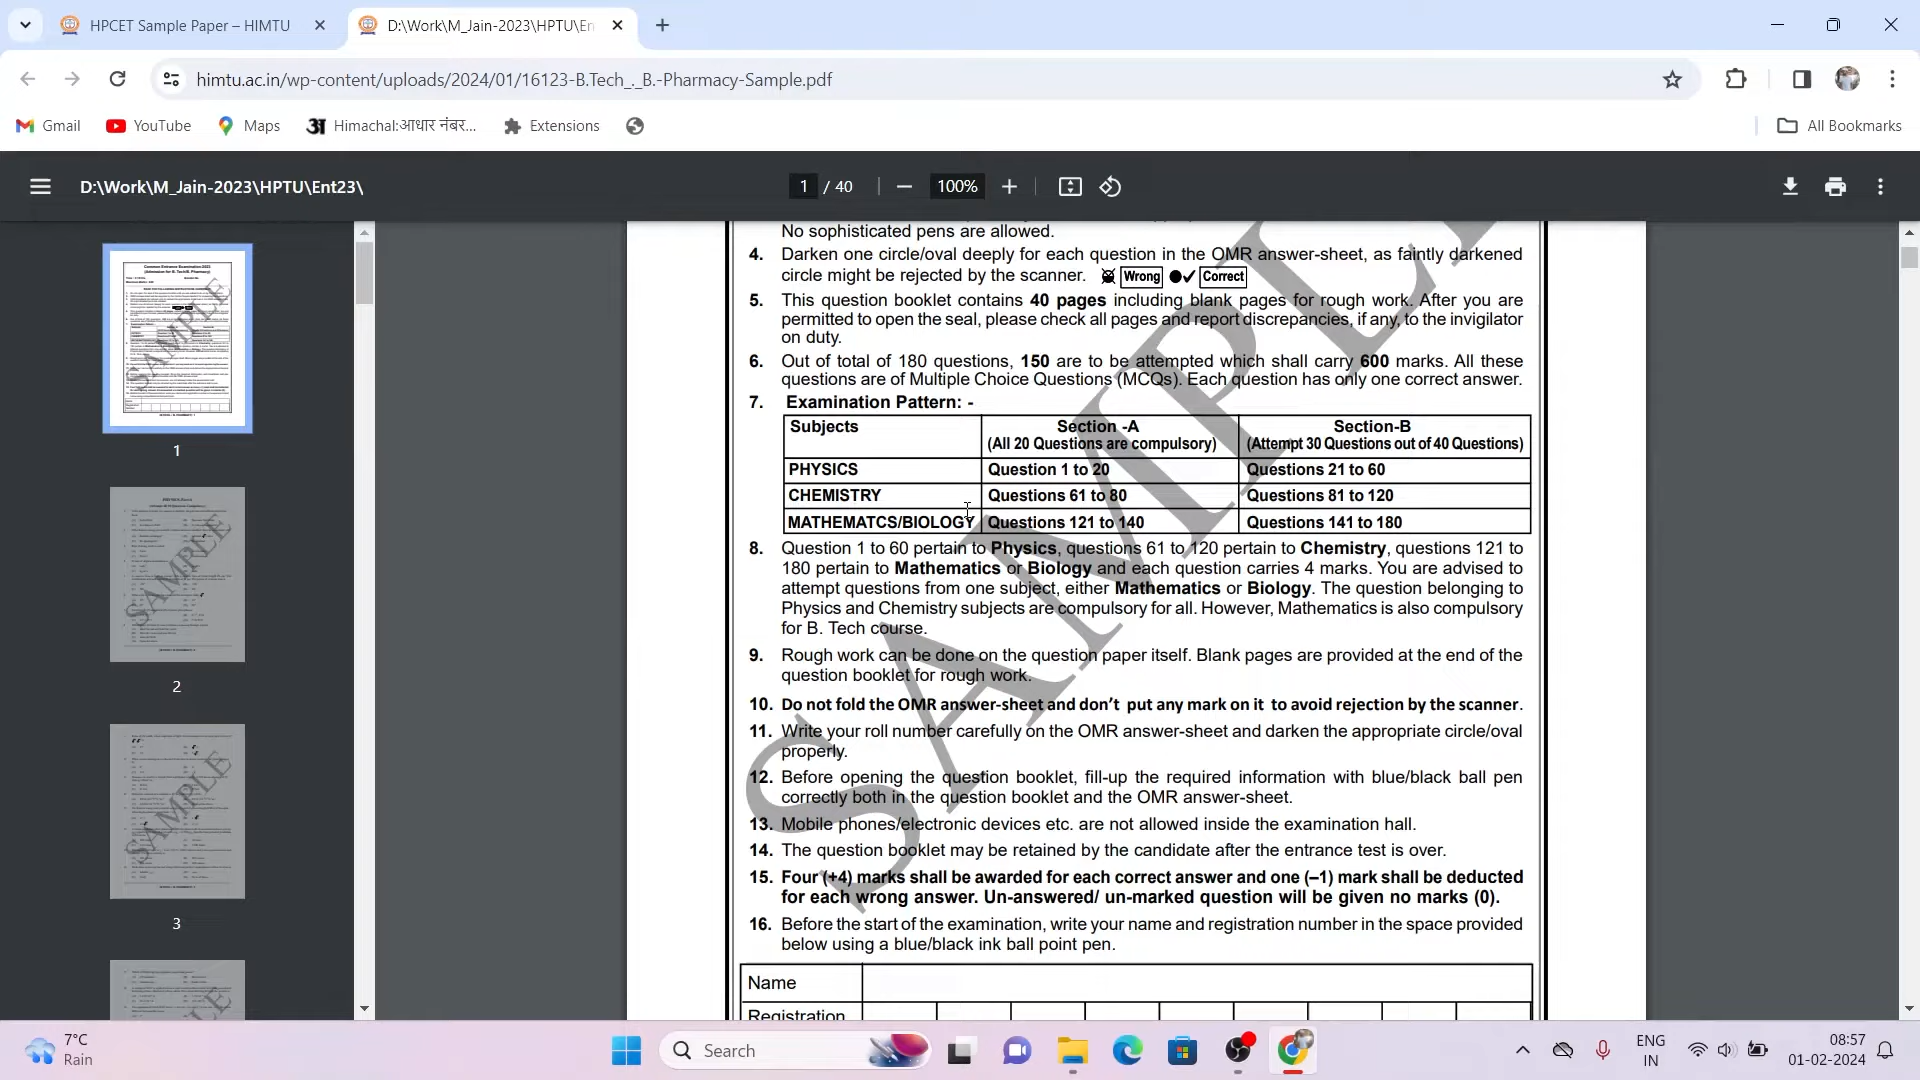 HPCET Sample Paper – HIMTU
D:\Work\M_Jain-2023\HPTU\En
himtu.ac.in/wp-content/uploads/2024/01/16123-B.Tech_._B.-Pharmacy-Sample.pdf
Gmail YouTube Maps Himachal:आधार नंबर... Extensions All Bookmarks
D:\Work\M_Jain-2023\HPTU\Ent23\ 1 / 40 100%
No sophisticated pens are allowed.
4. Darken one circle/oval deeply for each question in the OMR answer-sheet, as faintly darkened
circle might be rejected by the scanner. Wrong Correct
5. This question booklet contains 40 pages including blank pages for rough work. After you are
permitted to open the seal, please check all pages and report discrepancies, if any, to the invigilator
on duty.
6. Out of total of 180 questions, 150 are to be attempted which shall carry 600 marks. All these
questions are of Multiple Choice Questions (MCQs). Each question has only one correct answer.
7. Examination Pattern: -
Subjects Section -A Section-B
(All 20 Questions are compulsory) (Attempt 30 Questions out of 40 Questions)
PHYSICS Question 1 to 20 Questions 21 to 60
CHEMISTRY Questions 61 to 80 Questions 81 to 120
MATHEMATCS/BIOLOGY Questions 121 to 140 Questions 141 to 180
8. Question 1 to 60 pertain to Physics, questions 61 to 120 pertain to Chemistry, questions 121 to
180 pertain to Mathematics or Biology and each question carries 4 marks. You are advised to
attempt questions from one subject, either Mathematics or Biology. The question belonging to
Physics and Chemistry subjects are compulsory for all. However, Mathematics is also compulsory
for B. Tech course.
9. Rough work can be done on the question paper itself. Blank pages are provided at the end of the
question booklet for rough work.
10. Do not fold the OMR answer-sheet and don't put any mark on it to avoid rejection by the scanner.
11. Write your roll number carefully on the OMR answer-sheet and darken the appropriate circle/oval
properly.
12. Before opening the question booklet, fill-up the required information with blue/black ball pen
correctly both in the question booklet and the OMR answer-sheet.
13. Mobile phones/electronic devices etc. are not allowed inside the examination hall.
14. The question booklet may be retained by the candidate after the entrance test is over.
15. Four (+4) marks shall be awarded for each correct answer and one (–1) mark shall be deducted
for each wrong answer. Un-answered/ un-marked question will be given no marks (0).
16. Before the start of the examination, write your name and registration number in the space provided
below using a blue/black ink ball point pen.
Name
Registration
SAMPLE
SAMPLE
1
SAMPLE
2
SAMPLE
3
7°C
Rain
Search
ENG
IN
08:57
01-02-2024